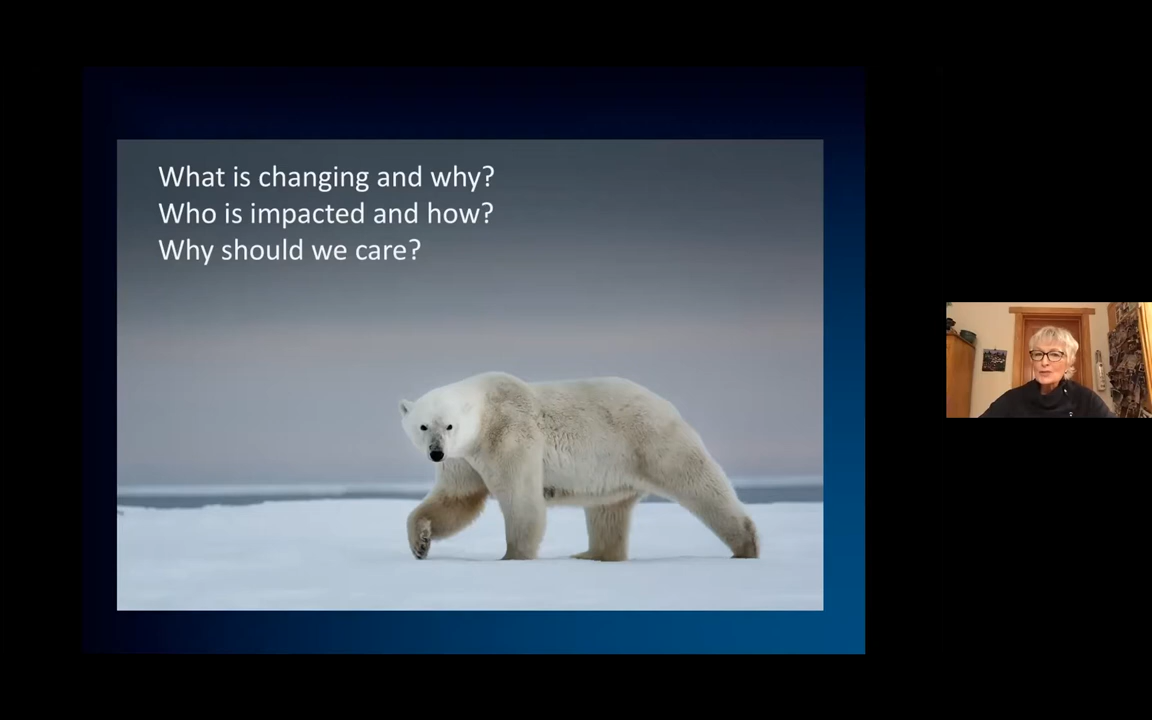 What is changing and why?
Who is impacted and how?
Why should we care?